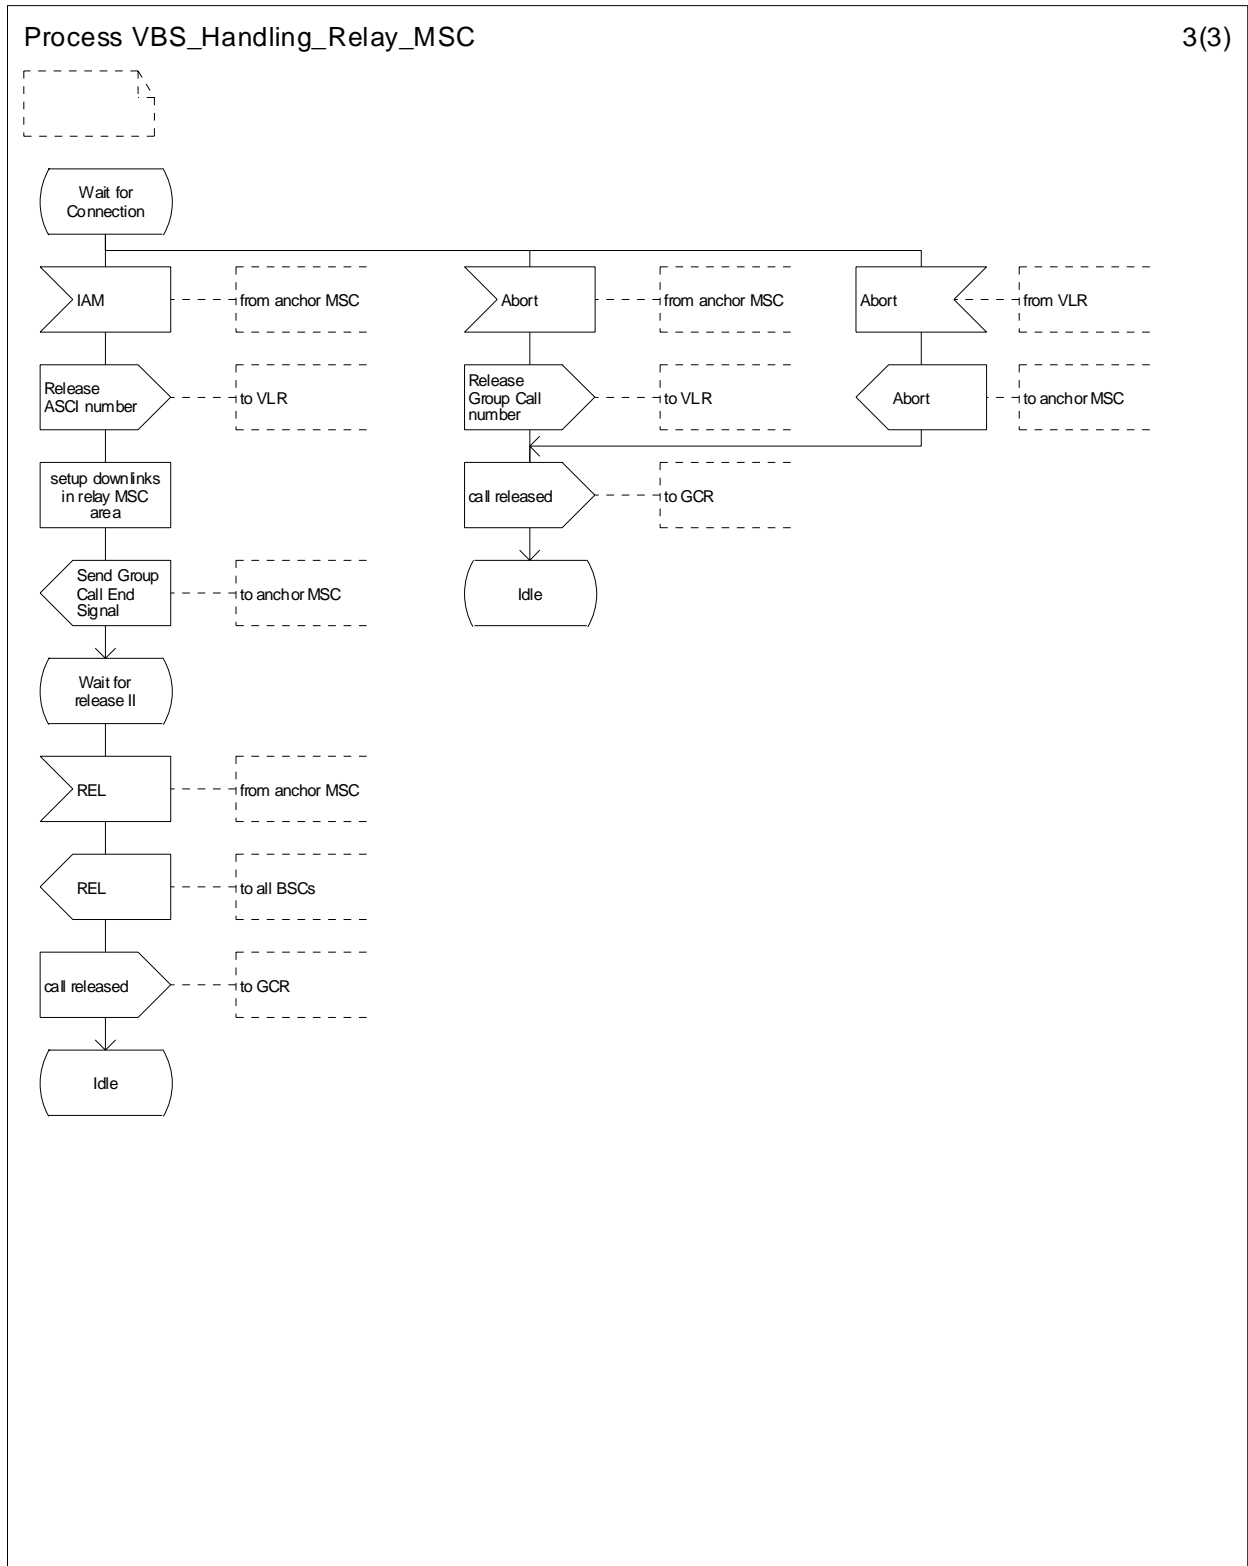 Process VBS_Handling_Relay_MSC
3(3)
Wait for
Connection
IAM
from anchor MSC
Abort
from anchor MSC
Abort
from VLR
Release
ASCI number
to VLR
Release
Group Call
number
to VLR
Abort
to anchor MSC
setup downlinks
in relay MSC
area
call released
to GCR
Send Group
Call End
Signal
to anchor MSC
Idle
Wait for
release II
REL
from anchor MSC
REL
to all BSCs
call released
to GCR
Idle